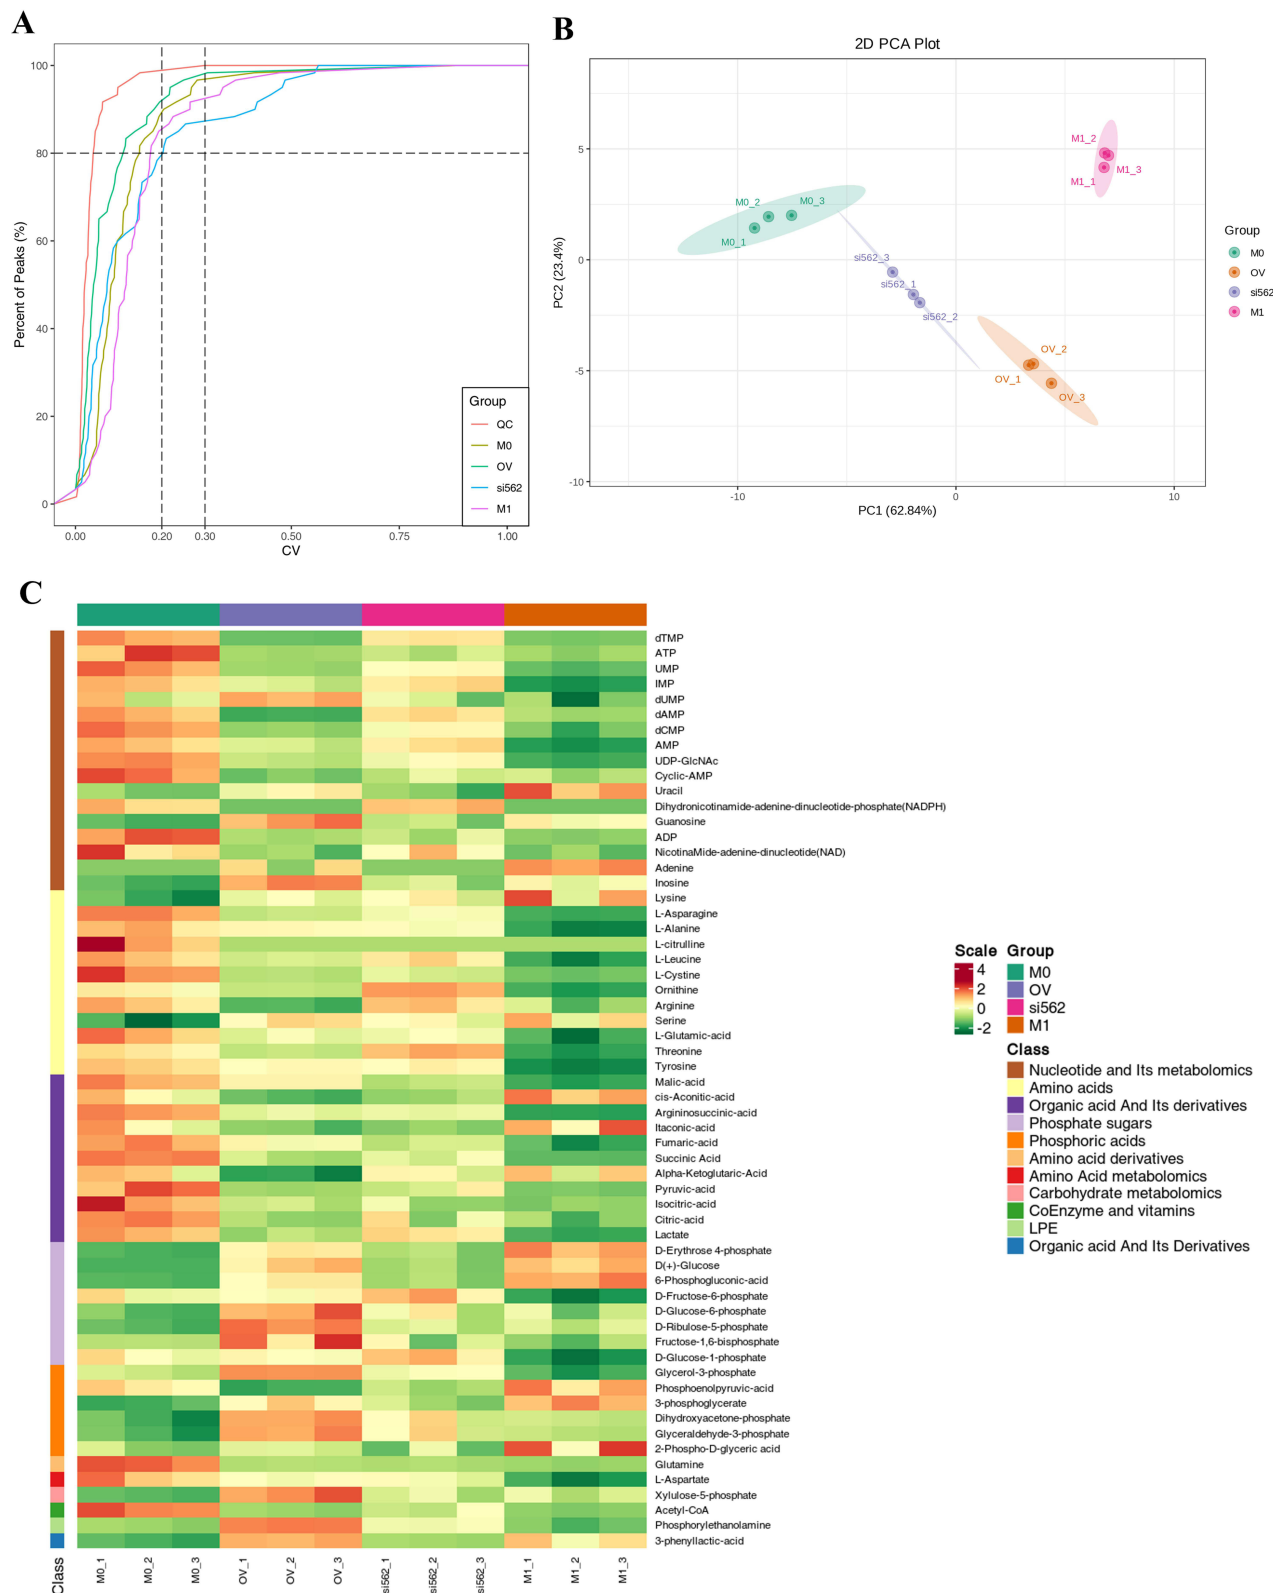 A
100
80
60
40
20
0
Percent of Peaks (%)
0.00
0.20
0.30
0.50
0.75
1.00
CV
Group
QC
M0
OV
si562
M1
B
2D PCA Plot
5
0
-5
-10
PC2 (23.4%)
-10
0
10
PC1 (62.84%)
M0_2
M0_3
M0_1
si562_3
si562_1
si562_2
OV_2
OV_1
OV_3
M1_2
M1_3
M1_1
Group
M0
OV
si562
M1
C
dTMP
ATP
UMP
IMP
dUMP
dAMP
dCMP
AMP
UDP-GlcNAc
Cyclic-AMP
Uracil
Dihydronicotinamide-adenine-dinucleotide-phosphate(NADPH)
Guanosine
ADP
NicotinaMide-adenine-dinucleotide(NAD)
Adenine
Inosine
Lysine
L-Asparagine
L-Alanine
L-citrulline
L-Leucine
L-Cystine
Ornithine
Arginine
Serine
L-Glutamic-acid
Threonine
Tyrosine
Malic-acid
cis-Aconitic-acid
Argininosuccinic-acid
Itaconic-acid
Fumaric-acid
Succinic Acid
Alpha-Ketoglutaric-Acid
Pyruvic-acid
Isocitric-acid
Citric-acid
Lactate
D-Erythrose 4-phosphate
D(+)-Glucose
6-Phosphogluconic-acid
D-Fructose-6-phosphate
D-Glucose-6-phosphate
D-Ribulose-5-phosphate
Fructose-1,6-bisphosphate
D-Glucose-1-phosphate
Glycerol-3-phosphate
Phosphoenolpyruvic-acid
3-phosphoglycerate
Dihydroxyacetone-phosphate
Glyceraldehyde-3-phosphate
2-Phospho-D-glyceric acid
Glutamine
L-Aspartate
Xylulose-5-phosphate
Acetyl-CoA
Phosphorylethanolamine
3-phenyllactic-acid
Class
M0_1
M0_2
M0_3
OV_1
OV_2
OV_3
si562_1
si562_2
si562_3
M1_1
M1_2
M1_3
Scale
4
2
0
-2
Group
M0
OV
si562
M1
Class
Nucleotide and Its metabolomics
Amino acids
Organic acid And Its derivatives
Phosphate sugars
Phosphoric acids
Amino acid derivatives
Amino Acid metabolomics
Carbohydrate metabolomics
CoEnzyme and vitamins
LPE
Organic acid And Its Derivatives